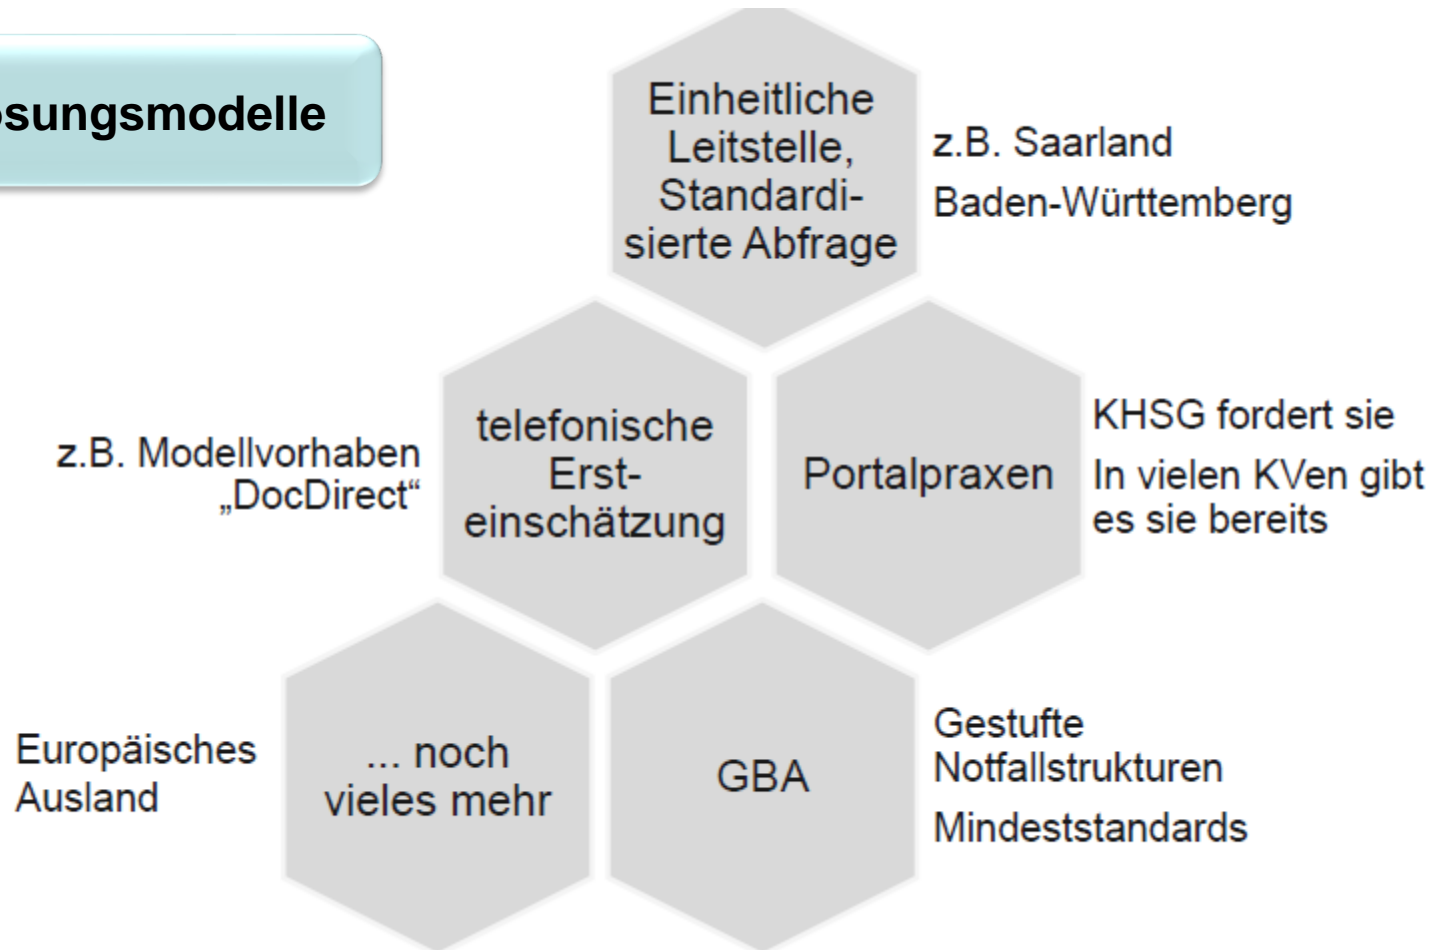 ösungsmodelle
Einheitliche
Leitstelle,
Standardi-
sierte Abfrage
z.B. Saarland
Baden-Württemberg
z.B. Modellvorhaben
„DocDirect“
telefonische
Erst-
einschätzung
Portalpraxen
KHSG fordert sie
In vielen KVen gibt
es sie bereits
Europäisches
Ausland
... noch
vieles mehr
GBA
Gestufte
Notfallstrukturen
Mindeststandards